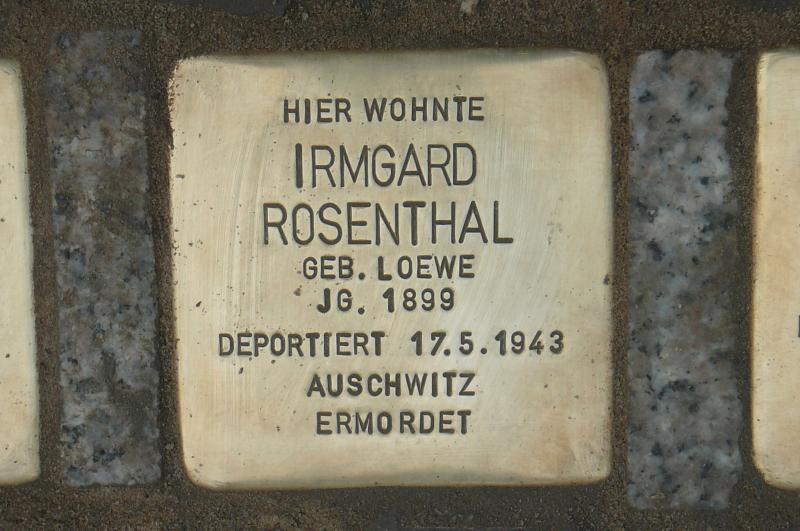 HIER WOHNTE
IRMGARD
ROSENTHAL
GEB. LOEWE
JG. 1899
DEPORTIERT 17.5.1943
AUSCHWITZ
ERMORDET